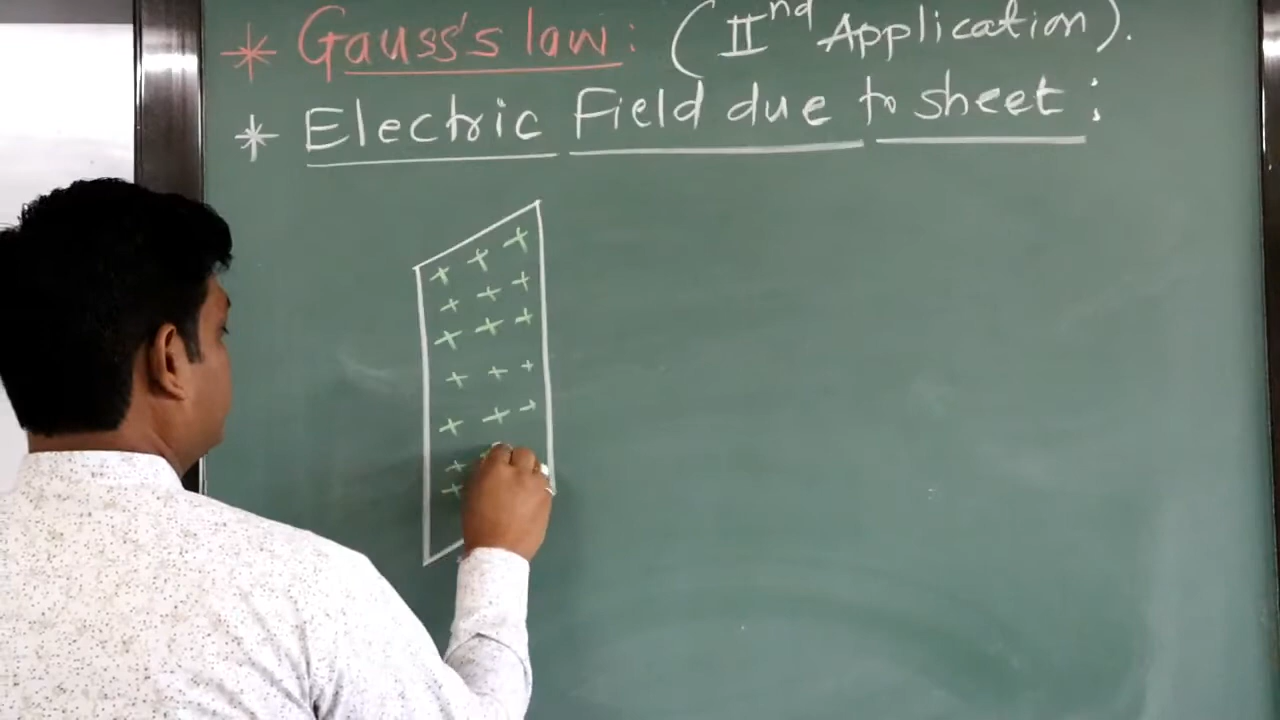 * Gauss's law: (IInd Application).
* Electric Field due to sheet:
+ + +
+ + +
+ + +
+ + +
+ + +
+
+